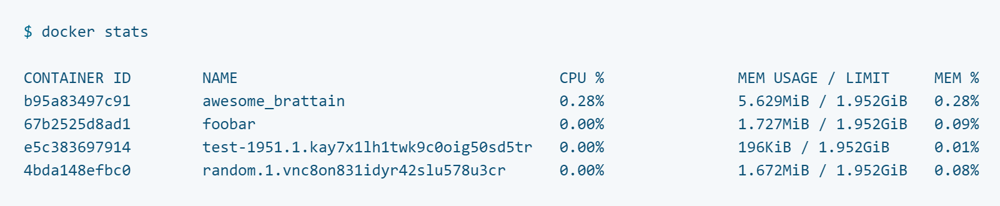 $ docker stats
CONTAINER ID        NAME                                    CPU %               MEM USAGE / LIMIT     MEM %
b95a83497c91        awesome_brattain                        0.28%               5.629MiB / 1.952GiB   0.28%
67b2525d8ad1        foobar                                  0.00%               1.727MiB / 1.952GiB   0.09%
e5c383697914        test-1951.1.kay7x1lh1twk9c0oig50sd5tr   0.00%               196KiB / 1.952GiB     0.01%
4bda148efbc0        random.1.vnc8on831idyr42slu578u3cr      0.00%               1.672MiB / 1.952GiB   0.08%